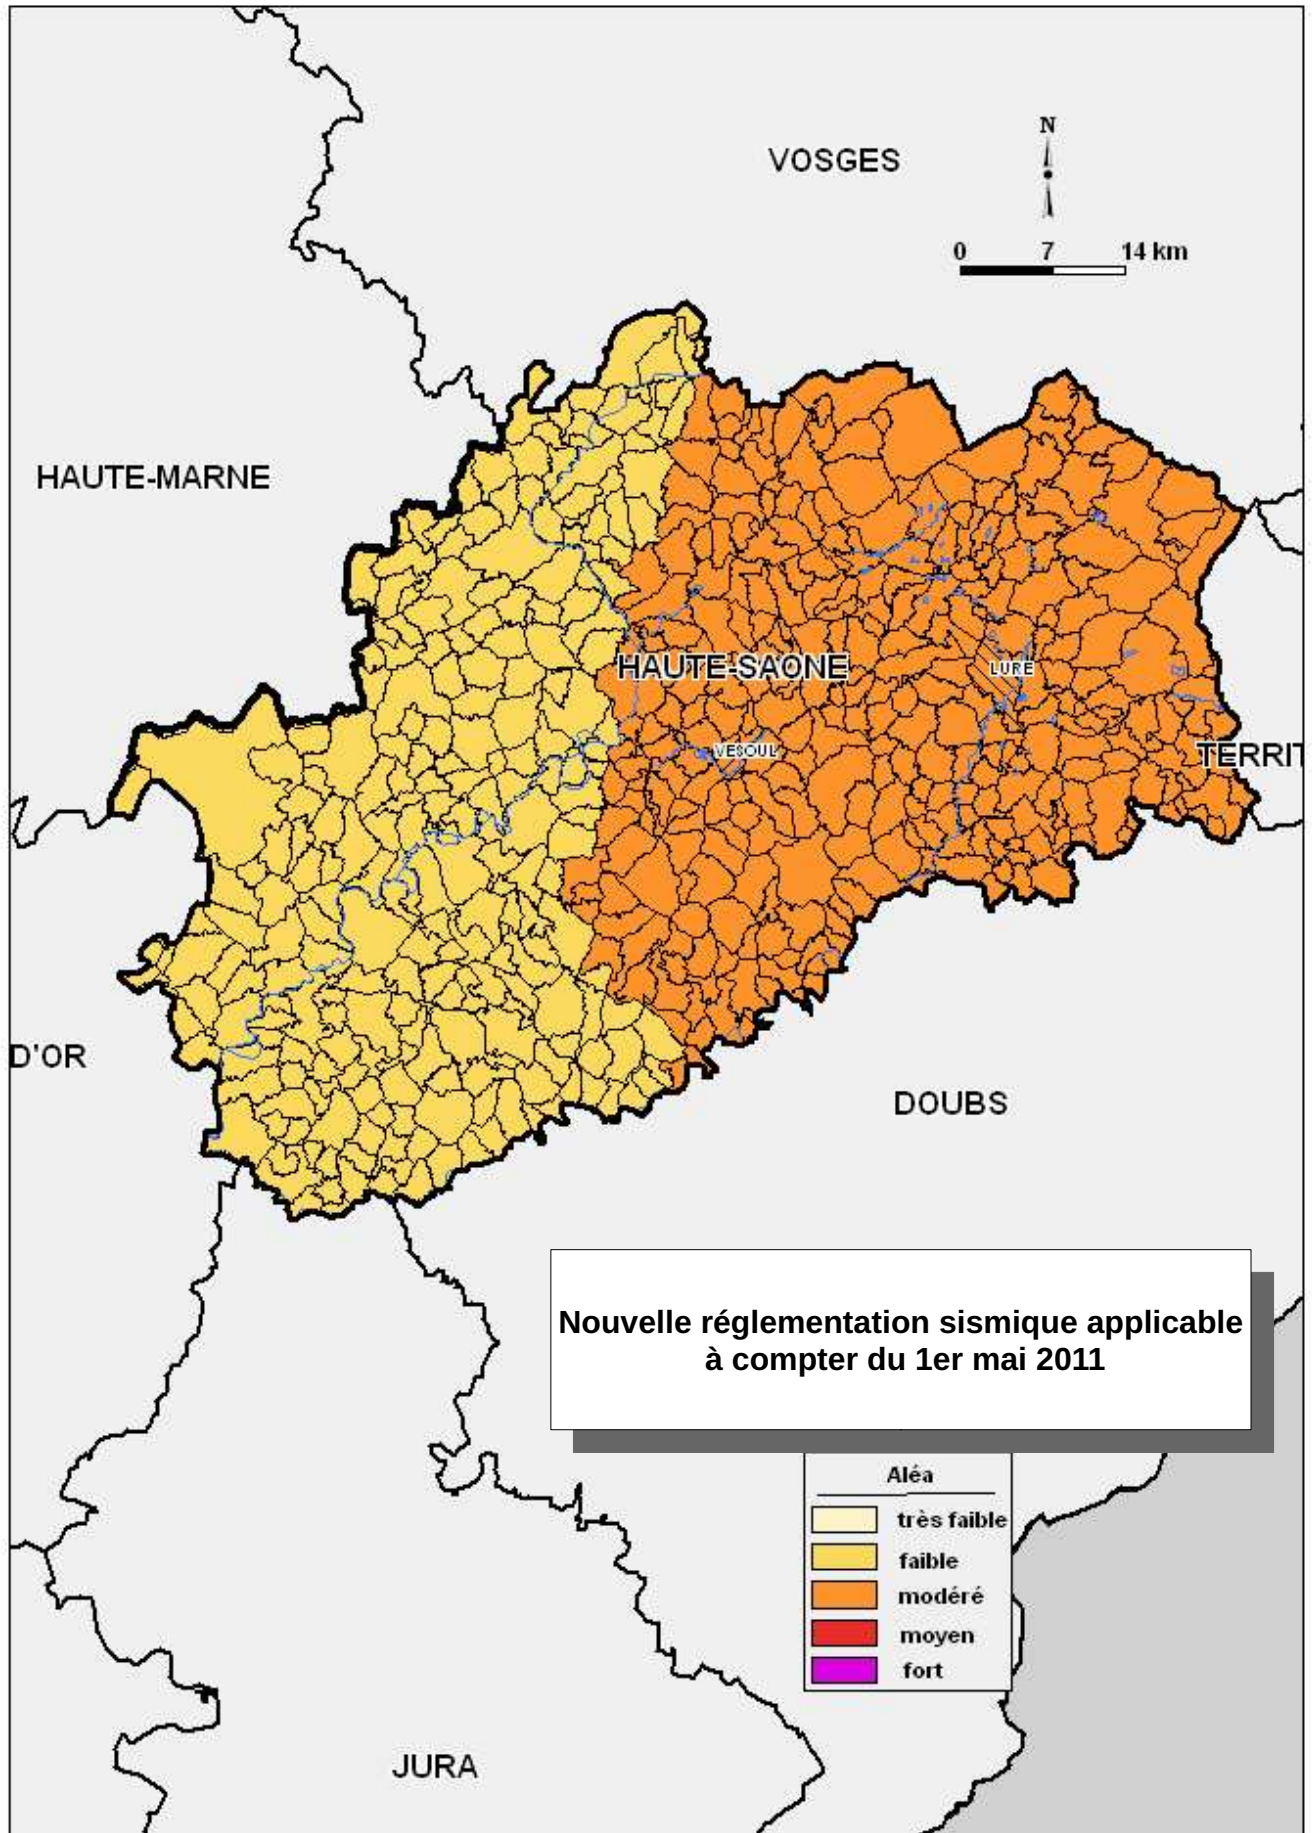 VOSGES
N
0 7 14 km
HAUTE-MARNE
HAUTE-SAONE
LURE
VESOUL
TERRIT
D'OR
DOUBS
Nouvelle réglementation sismique applicable
à compter du 1er mai 2011
Aléa
très faible
faible
modéré
moyen
fort
JURA